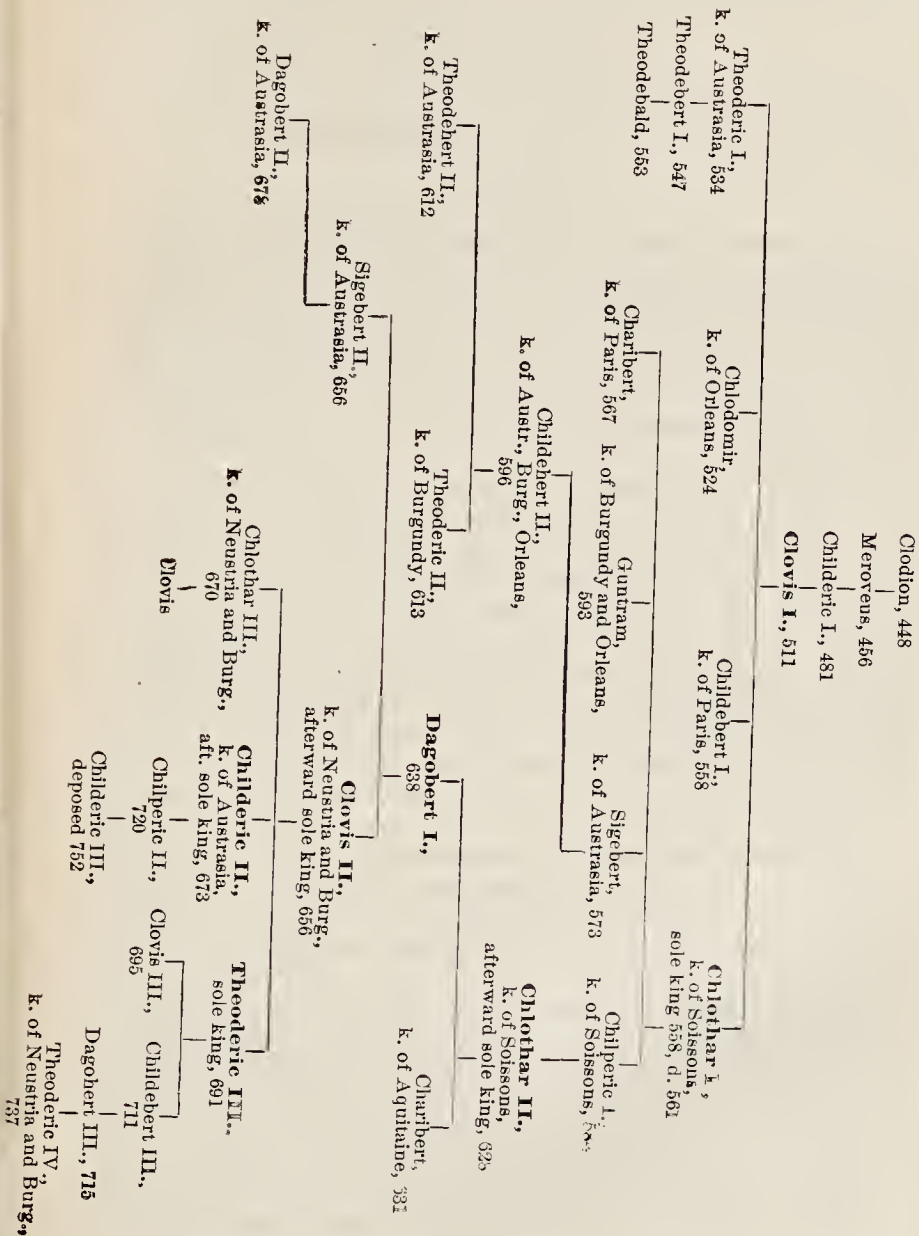 Clodion, 448
Meroveus, 456
Childeric I., 481
Clovis I., 511
Theoderic I.,
k. of Austrasia, 534
Theodebert I., 547
Theodebald, 553
Chlodomir,
k. of Orleans, 524
Childebert I.,
k. of Paris, 558
Chlothar I.,
k. of Soissons,
sole king 558, d. 561
Charibert,
k. of Paris, 567
Guntram,
k. of Burgundy and Orleans,
593
Sigebert,
k. of Austrasia, 573
Chilperic I.,
k. of Soissons,
Childehert II.,
k. of Austr., Burg., Orleans,
596
Chlothar II.,
k. of Soissons,
afterward sole king, 628
Theodehert II.,
k. of Austrasia, 612
Theoderic II.,
k. of Burgundy, 613
Dagobert I.,
638
Charibert,
k. of Aquitaine, 631
Sigebert II.,
k. of Austrasia, 656
Clovis II.,
k. of Neustria and Burg.,
afterward sole king, 656
Dagobert II.,
k. of Austrasia, 678
Chlothar III.,
k. of Neustria and Burg.,
670
Clovis
Childeric II.,
k. of Austrasia,
aft. sole king, 673
Chilperic II.,
720
Childeric III.,
deposed 752
Theoderic III.,
sole king, 691
Clovis III.,
695
Childebert III.,
711
Dagohert III., 715
Theoderic IV.,
k. of Neustria and Burg.,
737